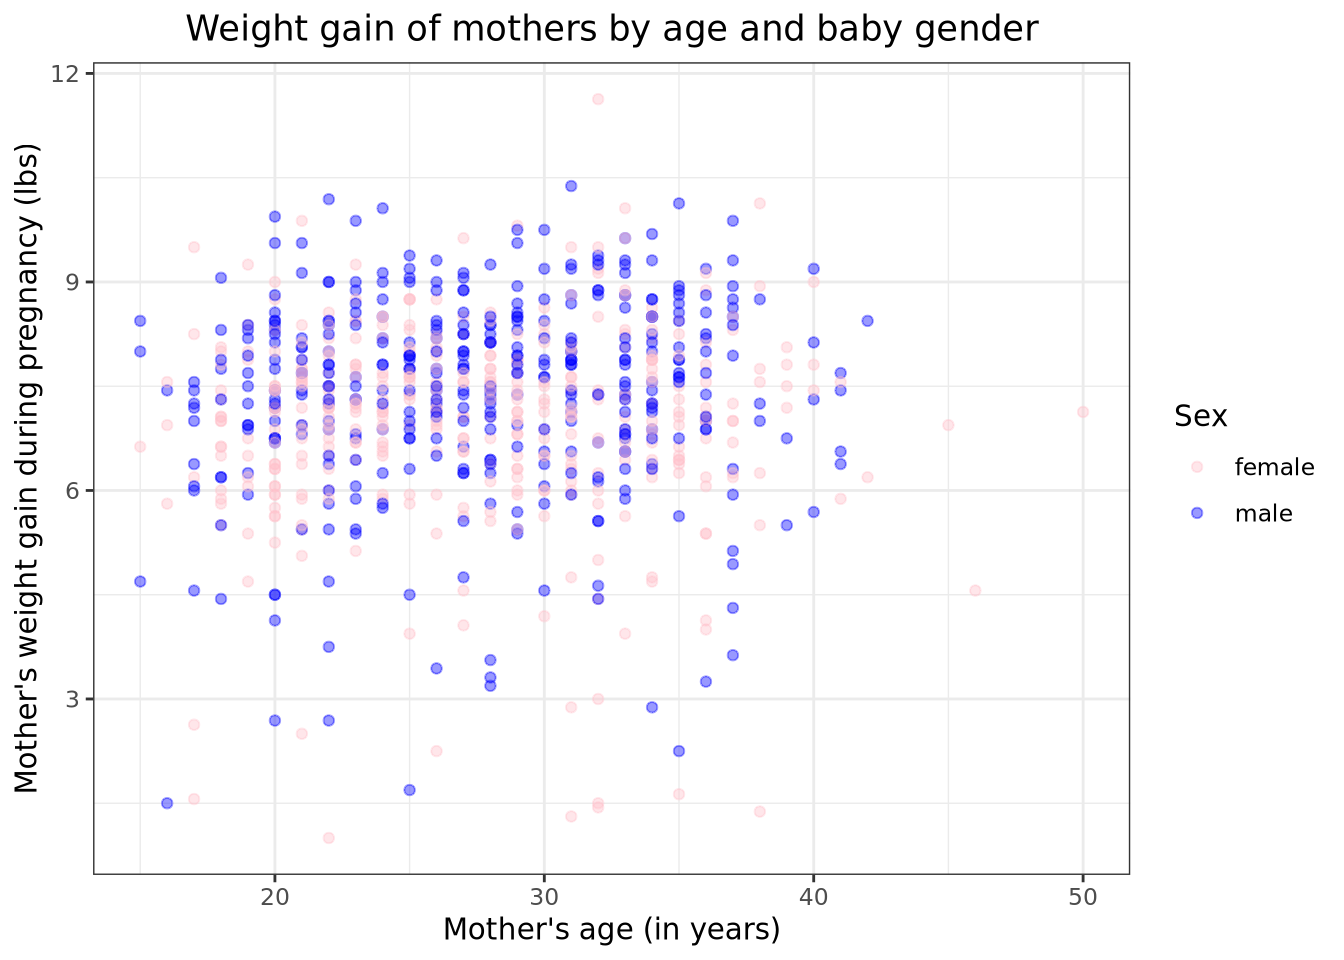 Weight gain of mothers by age and baby gender
Mother's weight gain during pregnancy (lbs)
12
9
6
3
20
30
40
50
Mother's age (in years)
Sex
female
male